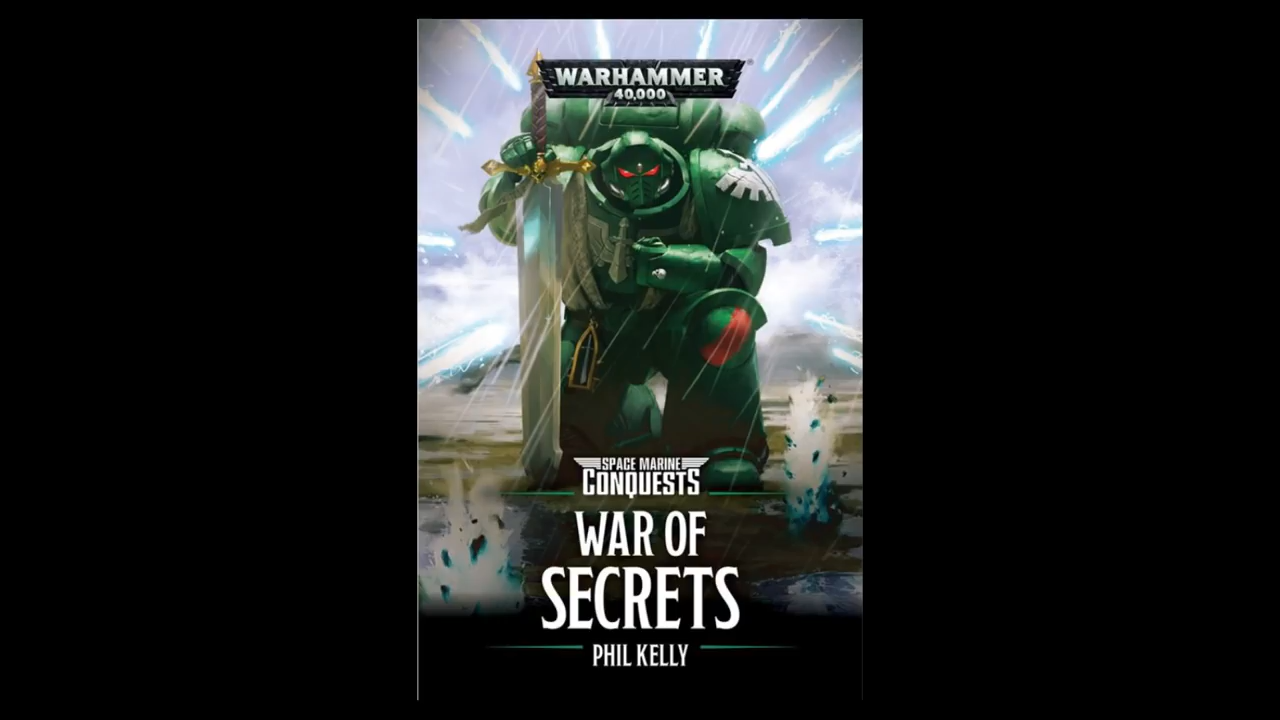 WARHAMMER
40,000
SPACE MARINE
CONQUESTS
WAR OF
SECRETS
PHIL KELLY